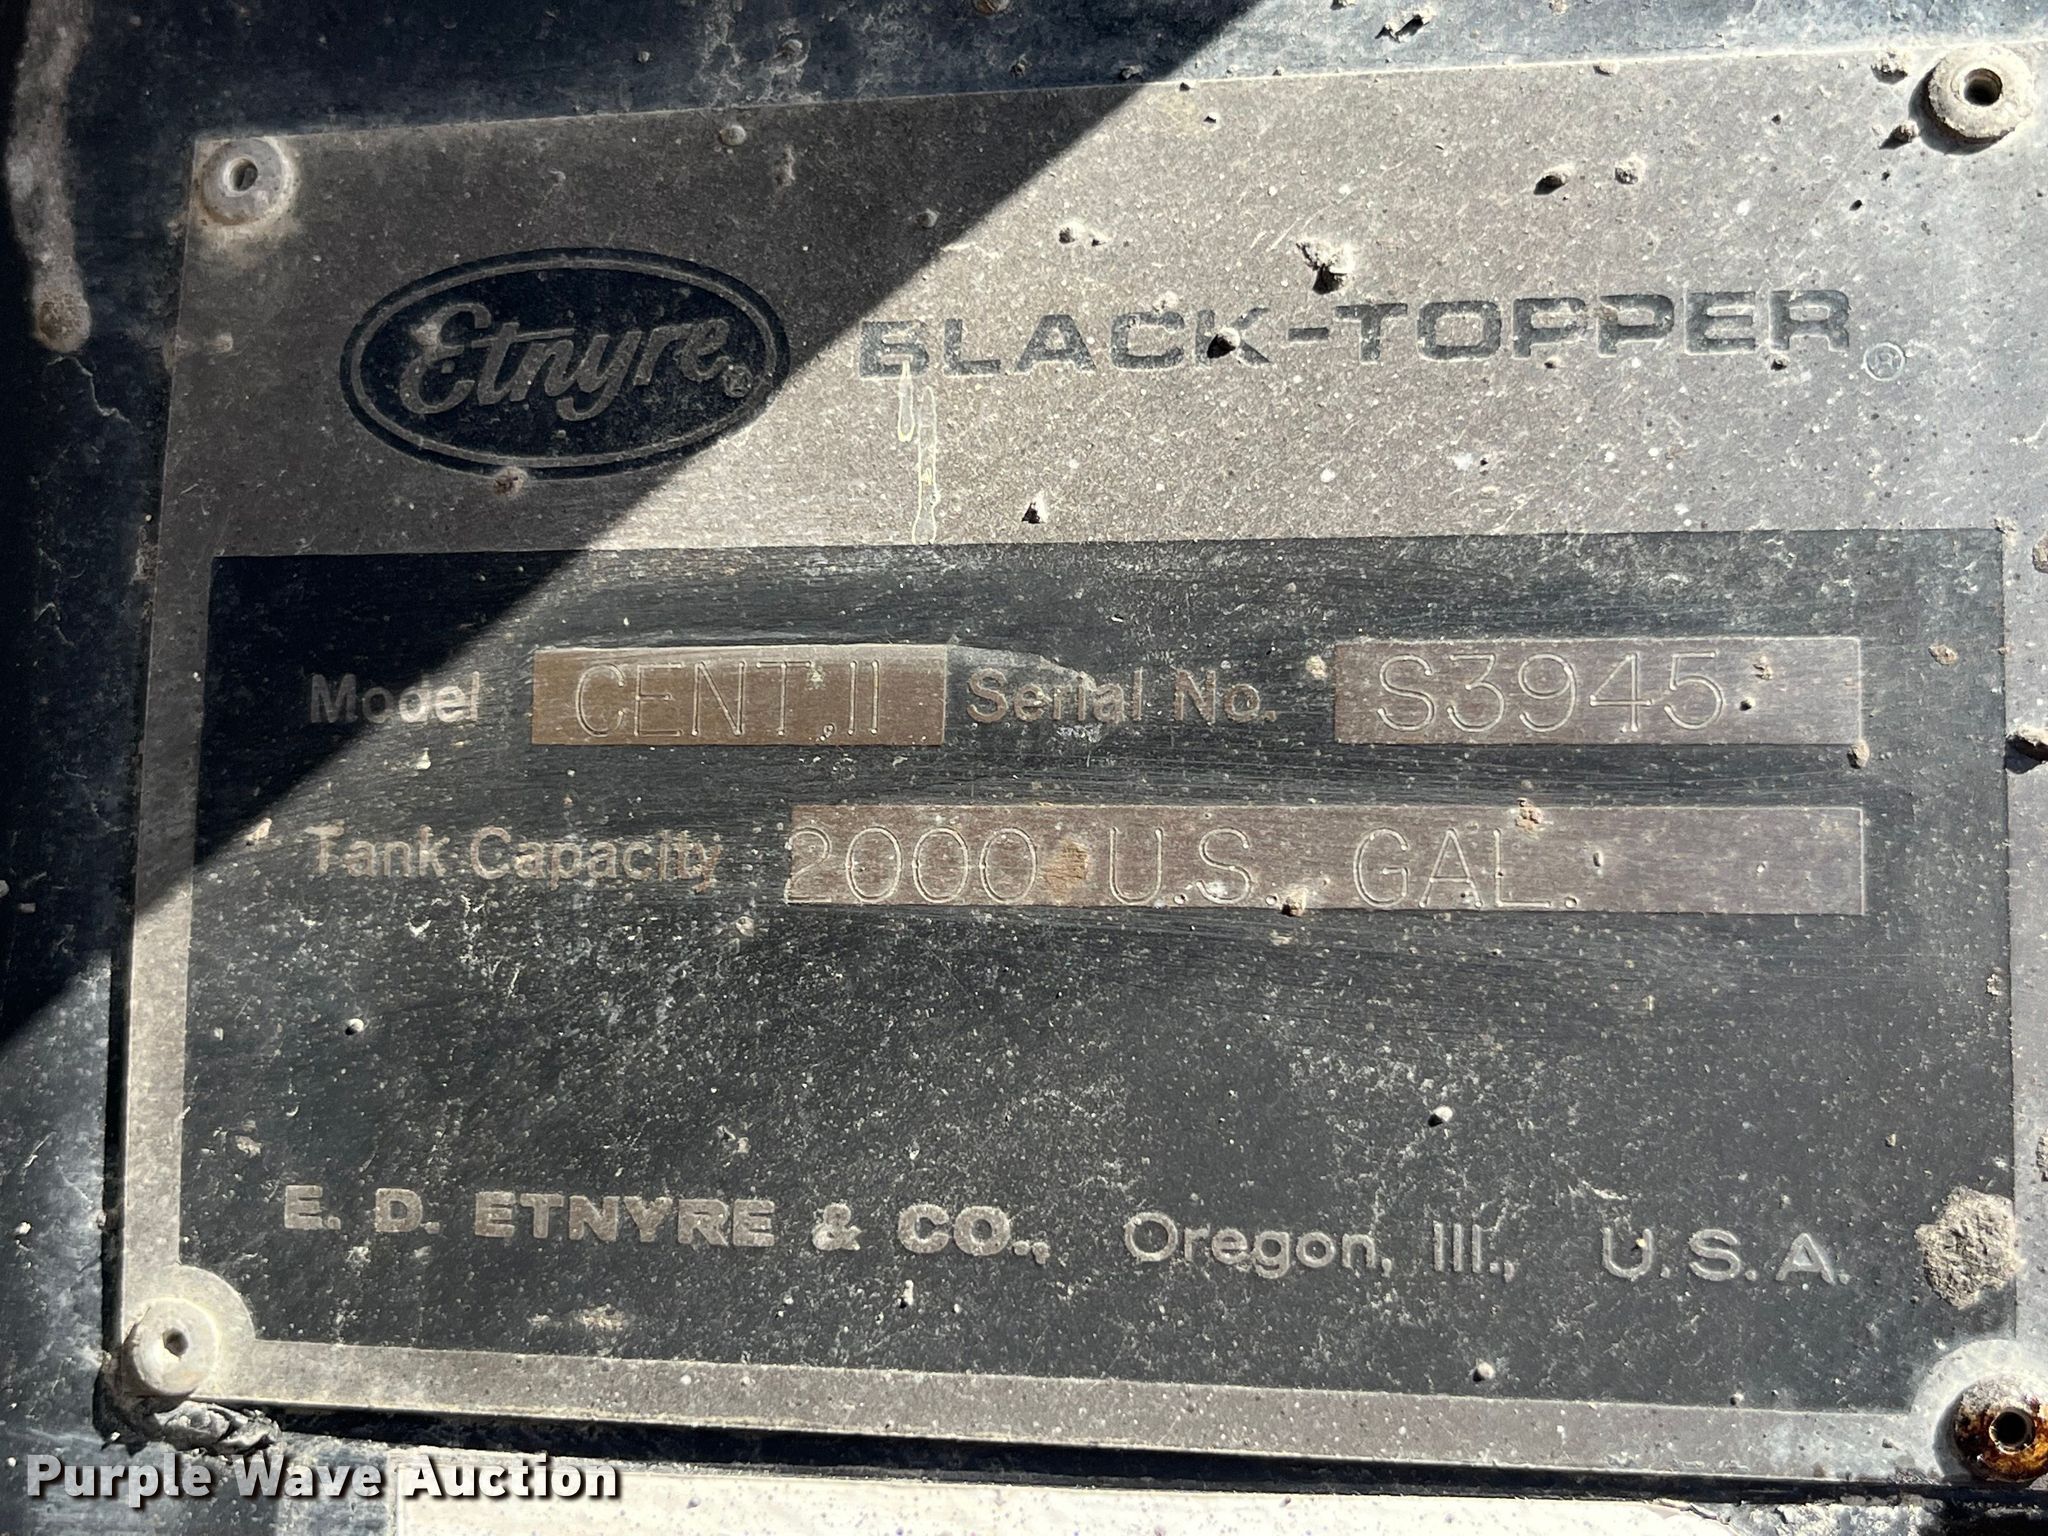 Etnyre® BLACK-TOPPER®
Model CENT.II Serial No. S3945
Tank Capacity 2000 U.S. GAL.
E. D. ETNYRE & CO., Oregon, Ill., U.S.A.
Purple Wave Auction